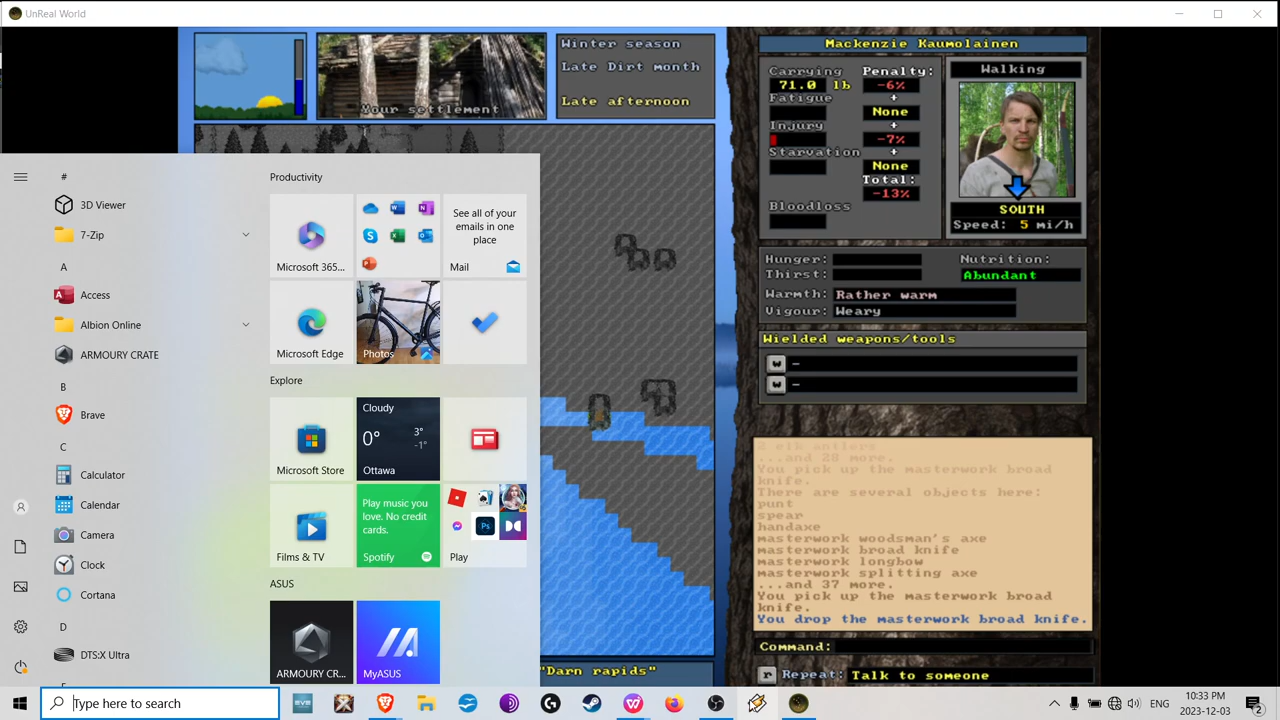 UnReal World
Your settlement
Winter season
Late Dirt month
Late afternoon
Mackenzie Kaumolainen
Carrying
71.0 lb
Fatigue
Injury
Starvation
Bloodloss
Penalty:
-6%
+
None
+
-7%
+
None
Total:
-13%
Walking
SOUTH
Speed: 5 mi/h
Hunger:
Thirst:
Nutrition:
Abundant
Warmth: Rather warm
Vigour: Weary
Wielded weapons/tools
w -
w -
2 elk antlers
...and 28 more.
You pick up the masterwork broad
knife.
There are several objects here:
punt
spear
handaxe
masterwork woodsman's axe
masterwork broad knife
masterwork longbow
masterwork splitting axe
...and 37 more.
You pick up the masterwork broad
knife.
You drop the masterwork broad knife.
Command:
r Repeat: Talk to someone
"Darn rapids"
#
3D Viewer
7-Zip
A
Access
Albion Online
ARMOURY CRATE
B
Brave
C
Calculator
Calendar
Camera
Clock
Cortana
D
DTS:X Ultra
Productivity
Microsoft 365...
See all of your
emails in one
place
Mail
Microsoft Edge
Photos
Explore
Microsoft Store
Cloudy
0°
3°
-1°
Ottawa
Films & TV
Play music you
love. No credit
cards.
Spotify
Play
ASUS
ARMOURY CR...
MyASUS
Type here to search
ENG
10:33 PM
2023-12-03
2